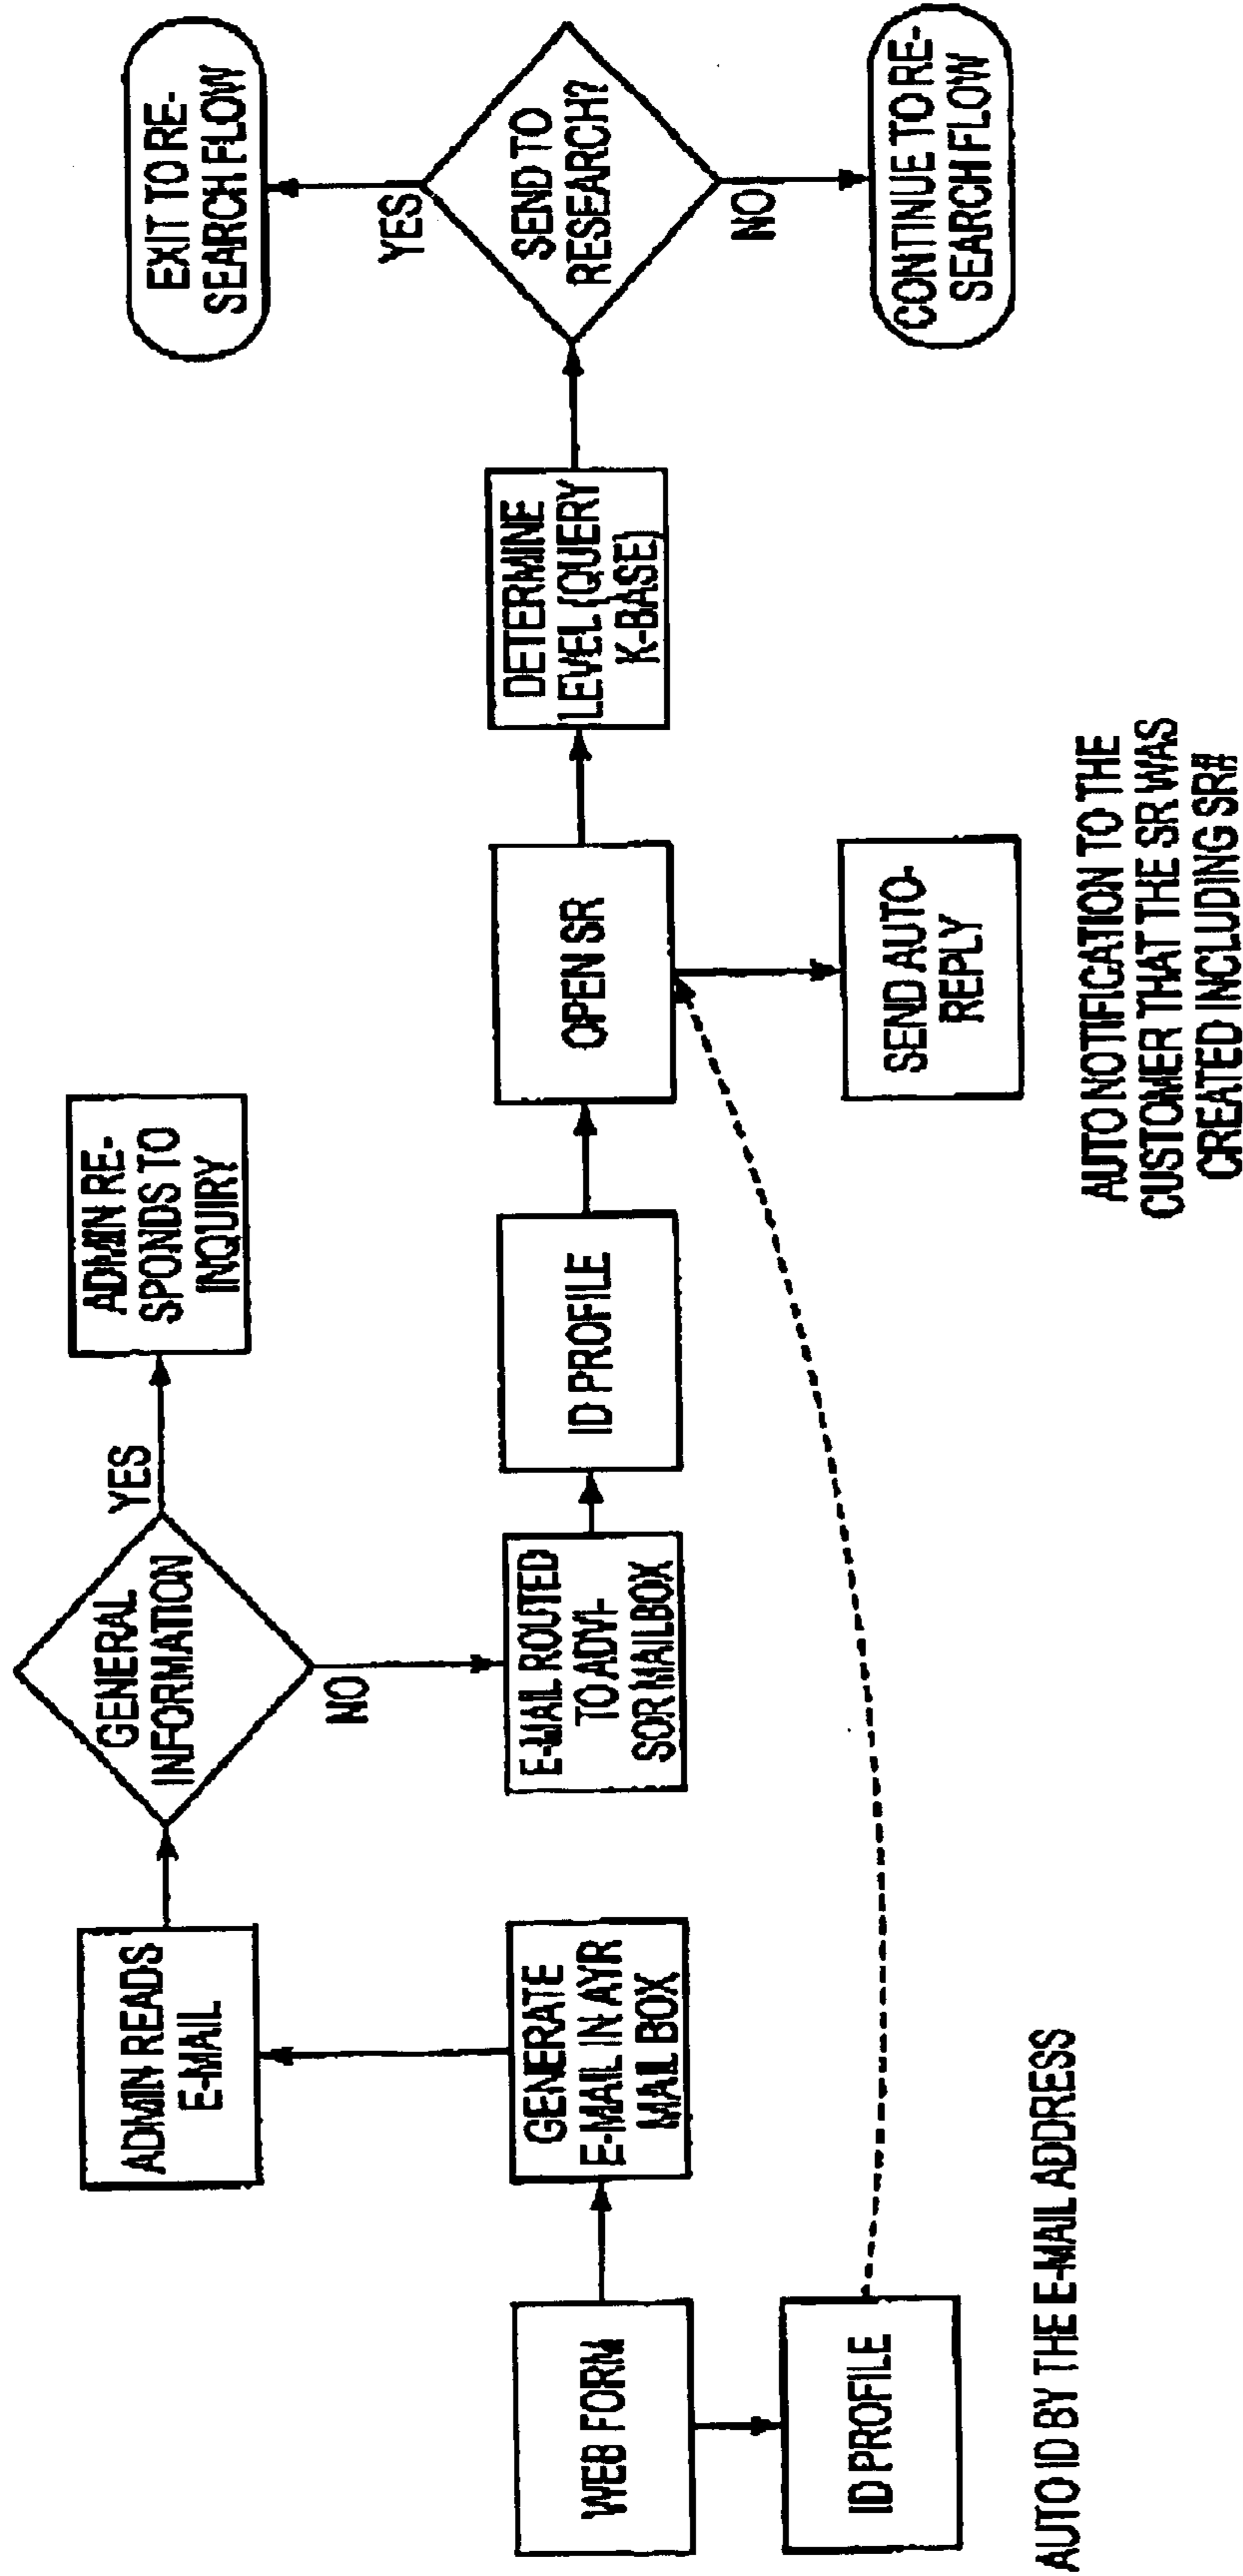 WEB FORM
ID PROFILE
AUTO ID BY THE E-MAIL ADDRESS
GENERATE
E-MAIL IN AYR
MAIL BOX
ADMIN READS
E-MAIL
GENERAL
INFORMATION
YES
NO
ADMIN RE-
SPONDS TO
INQUIRY
E-MAIL ROUTED
TO ADVI-
SOR MAILBOX
ID PROFILE
OPEN SR
SEND AUTO-
REPLY
AUTO NOTIFICATION TO THE
CUSTOMER THAT THE SR WAS
CREATED INCLUDING SR#
DETERMINE
LEVEL (QUERY
K-BASE)
SEND TO
RESEARCH?
YES
NO
EXIT TO RE-
SEARCH FLOW
CONTINUE TO RE-
SEARCH FLOW